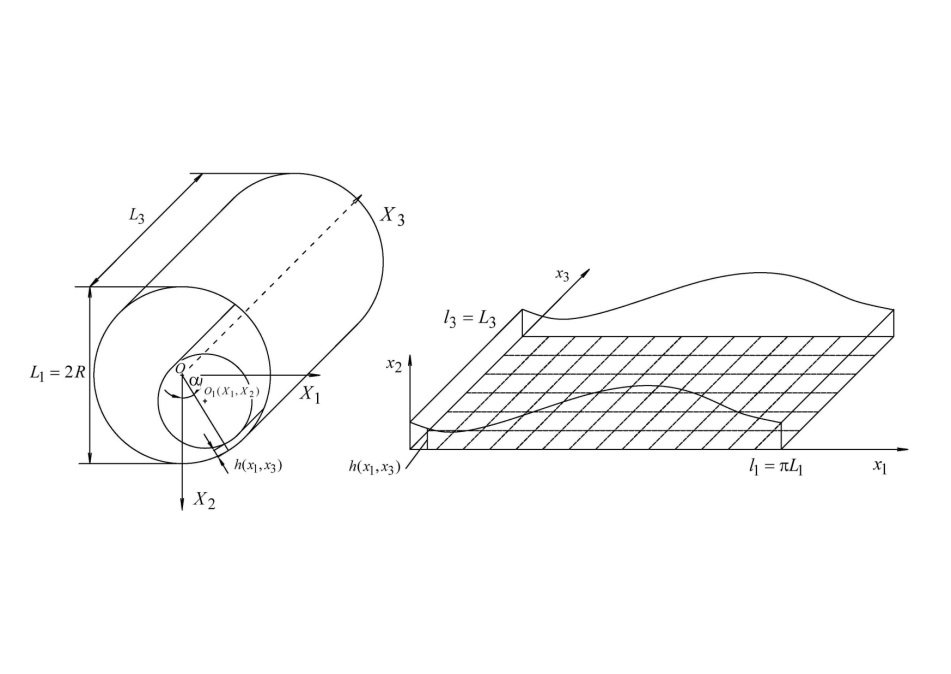 L₃
X₃
L₁ = 2R
O
α
O₁(X₁, X₂)
X₁
h(x₁, x₃)
X₂
x₃
l₃ = L₃
x₂
h(x₁, x₃)
l₁ = πL₁
x₁